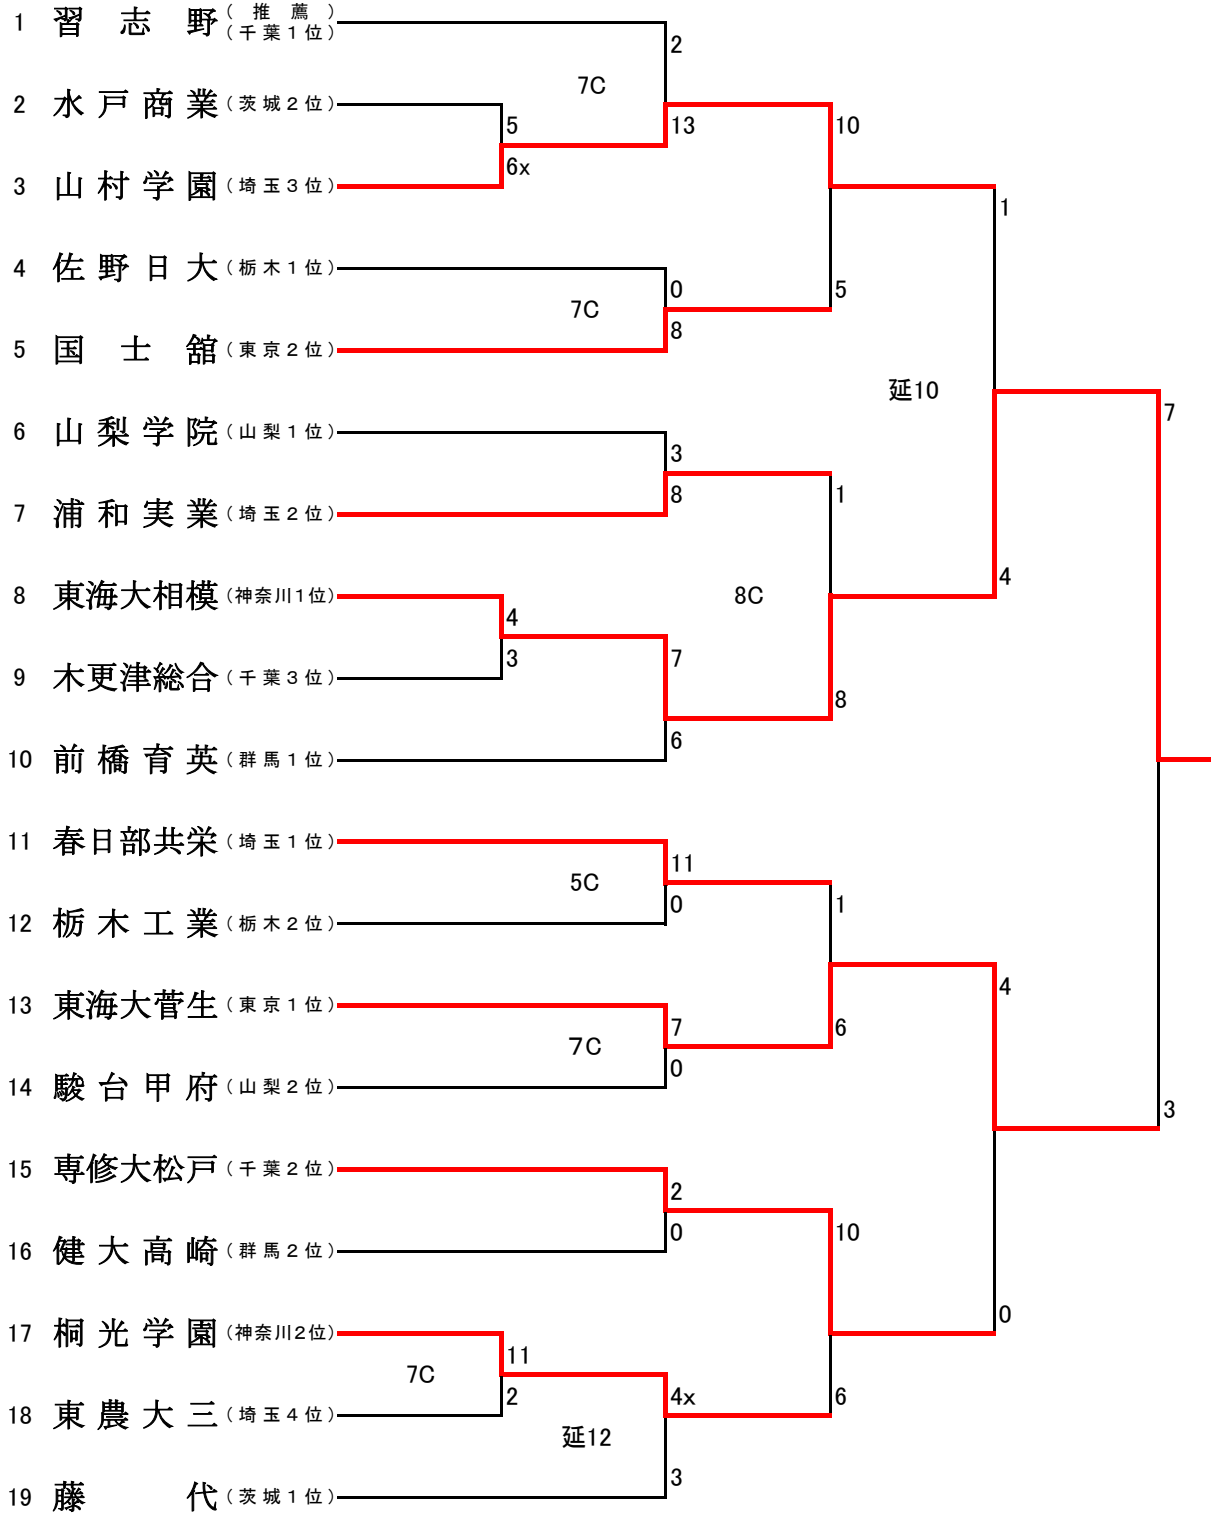 1 習志野 （推薦）
（千葉１位）
2
7C
2 水戸商業 （茨城２位）
5
13
10
6x
3 山村学園 （埼玉３位）
1
4 佐野日大 （栃木１位）
0
5
7C
8
5 国士舘 （東京２位）
延10
7
6 山梨学院 （山梨１位）
3
8
1
7 浦和実業 （埼玉２位）
4
8 東海大相模 （神奈川１位）
8C
4
3
7
9 木更津総合 （千葉３位）
8
6
10 前橋育英 （群馬１位）
11 春日部共栄 （埼玉１位）
11
5C
0
1
12 栃木工業 （栃木２位）
4
13 東海大菅生 （東京１位）
7
6
7C
0
14 駿台甲府 （山梨２位）
3
15 専修大松戸 （千葉２位）
2
0
10
16 健大高崎 （群馬２位）
0
17 桐光学園 （神奈川２位）
11
7C
2
4x
6
18 東農大三 （埼玉４位）
延12
3
19 藤代 （茨城１位）